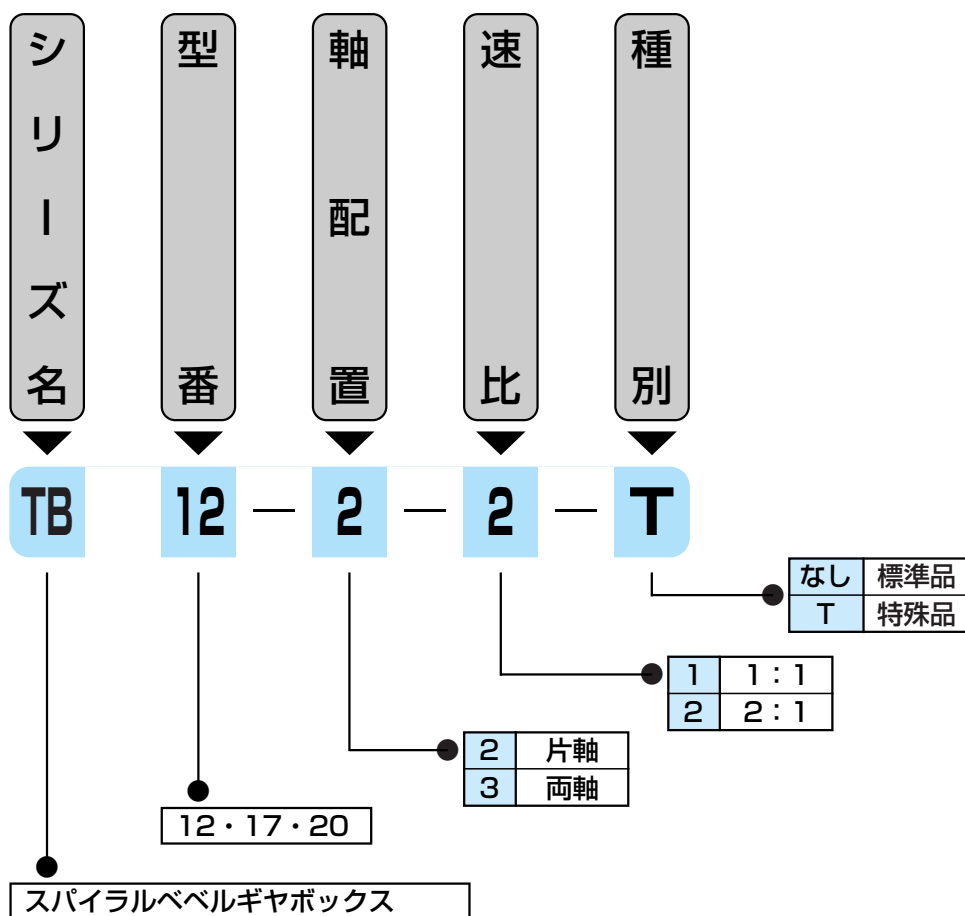 シリーズ名
型番
軸配置
速比
種別
TB 12 — 2 — 2 — T
なし 標準品
T 特殊品
1 1：1
2 2：1
2 片軸
3 両軸
12・17・20
スパイラルベベルギヤボックス